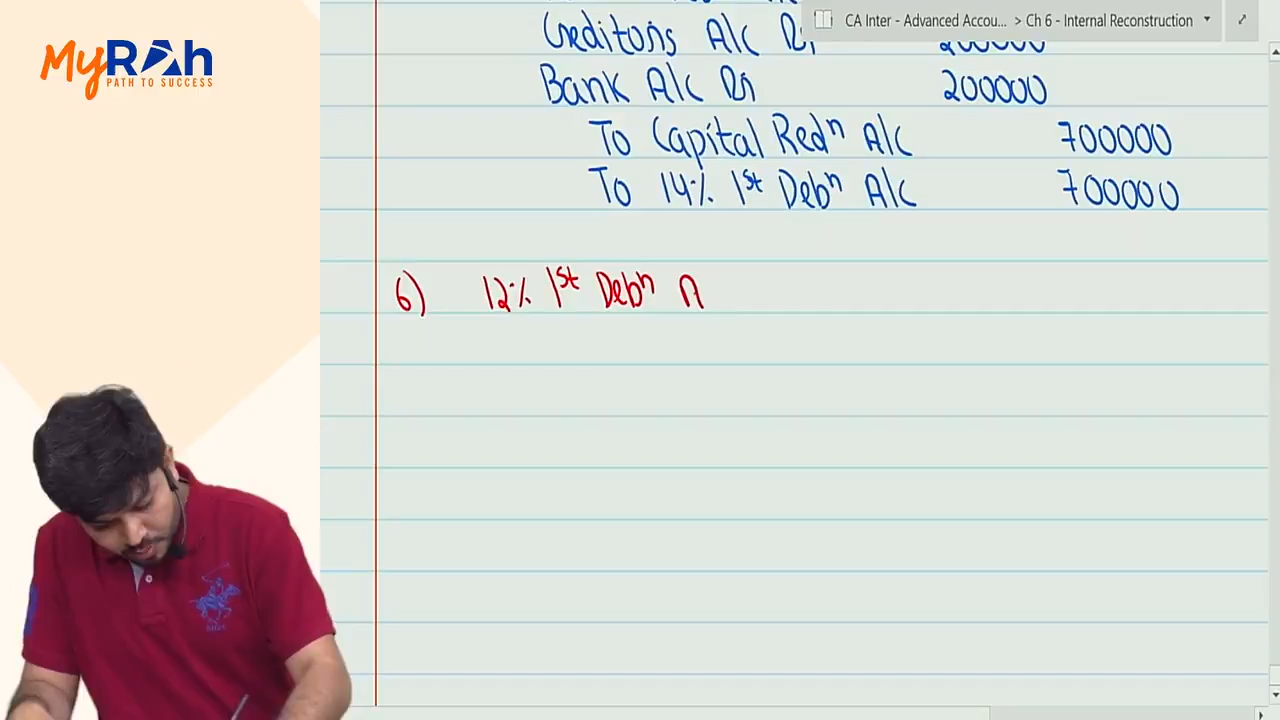 MyRAh
PATH TO SUCCESS
CA Inter - Advanced Accou... > Ch 6 - Internal Reconstruction
Creditors A/c Dr
Bank A/c Dr 200000
To Capital Redⁿ A/c 700000
To 14% 1st Debⁿ A/c 700000
6) 12% 1st Debⁿ A